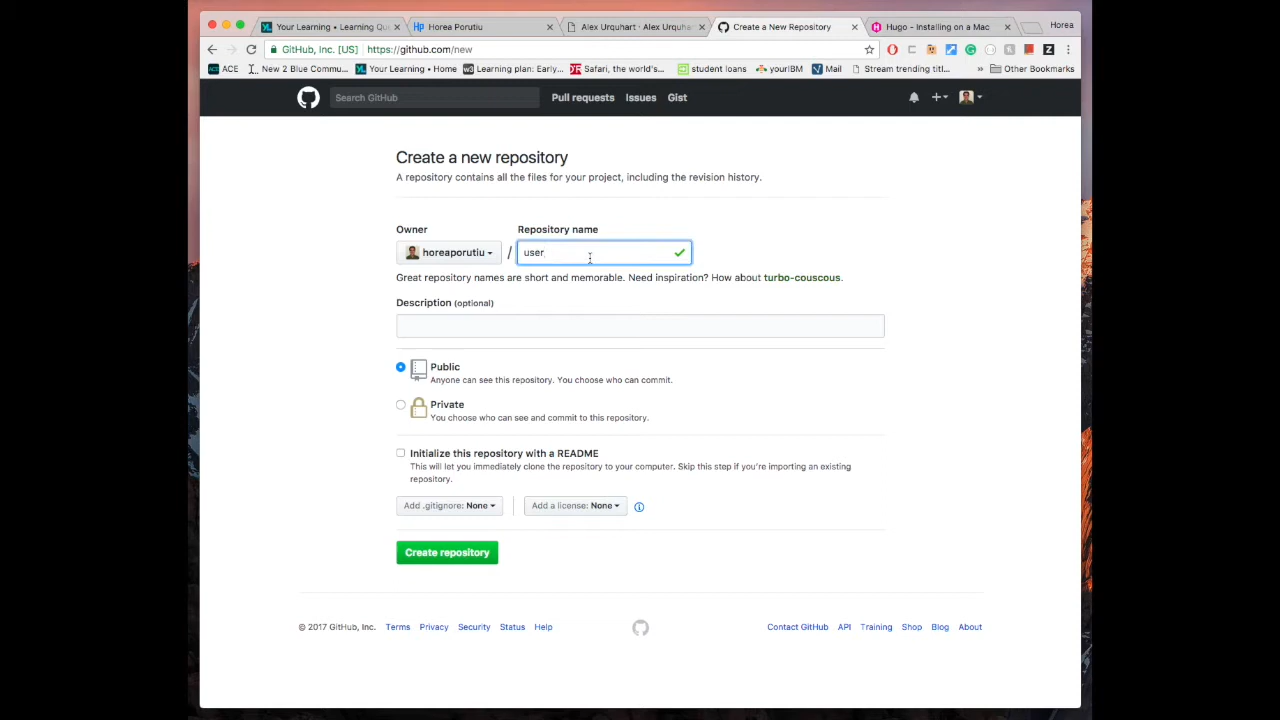 Your Learning • Learning Que
Horea Porutiu
Alex Urquhart · Alex Urquhart
Create a New Repository
Hugo - Installing on a Mac
Horea
GitHub, Inc. [US] https://github.com/new
ACE New 2 Blue Commu... Your Learning • Home Learning plan: Early... Safari, the world's... student loans yourIBM Mail Stream trending titl... » Other Bookmarks
Search GitHub Pull requests Issues Gist
Create a new repository
A repository contains all the files for your project, including the revision history.
Owner Repository name
horeaporutiu / user
Great repository names are short and memorable. Need inspiration? How about turbo-couscous.
Description (optional)
Public
Anyone can see this repository. You choose who can commit.
Private
You choose who can see and commit to this repository.
Initialize this repository with a README
This will let you immediately clone the repository to your computer. Skip this step if you're importing an existing
repository.
Add .gitignore: None Add a license: None
Create repository
© 2017 GitHub, Inc. Terms Privacy Security Status Help Contact GitHub API Training Shop Blog About